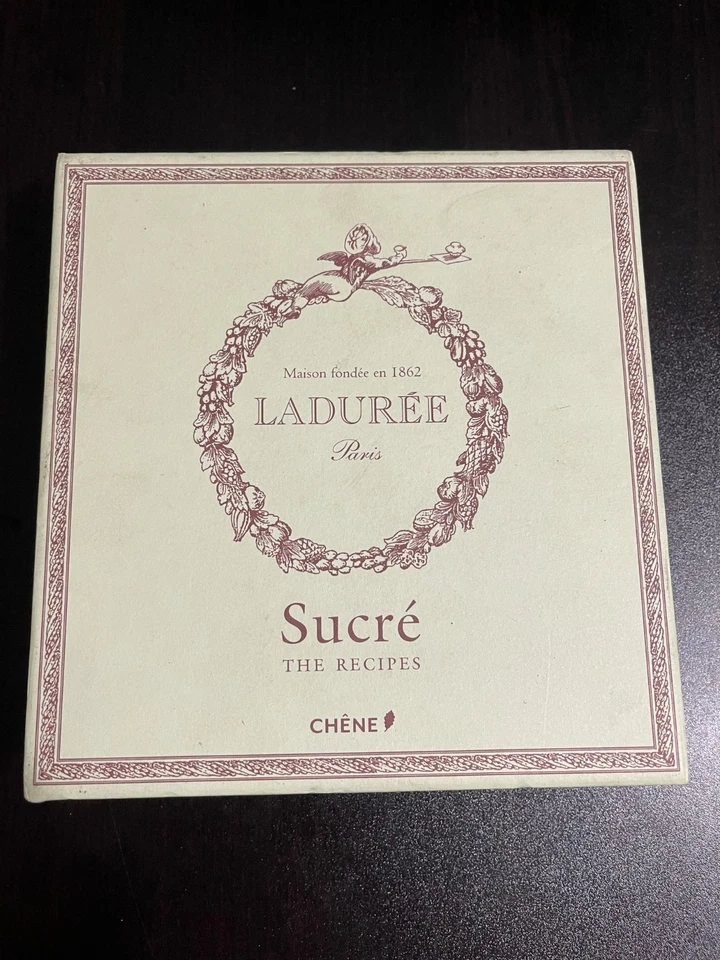 Maison fondée en 1862
LADURÉE
Paris
Sucré
THE RECIPES
CHÊNE